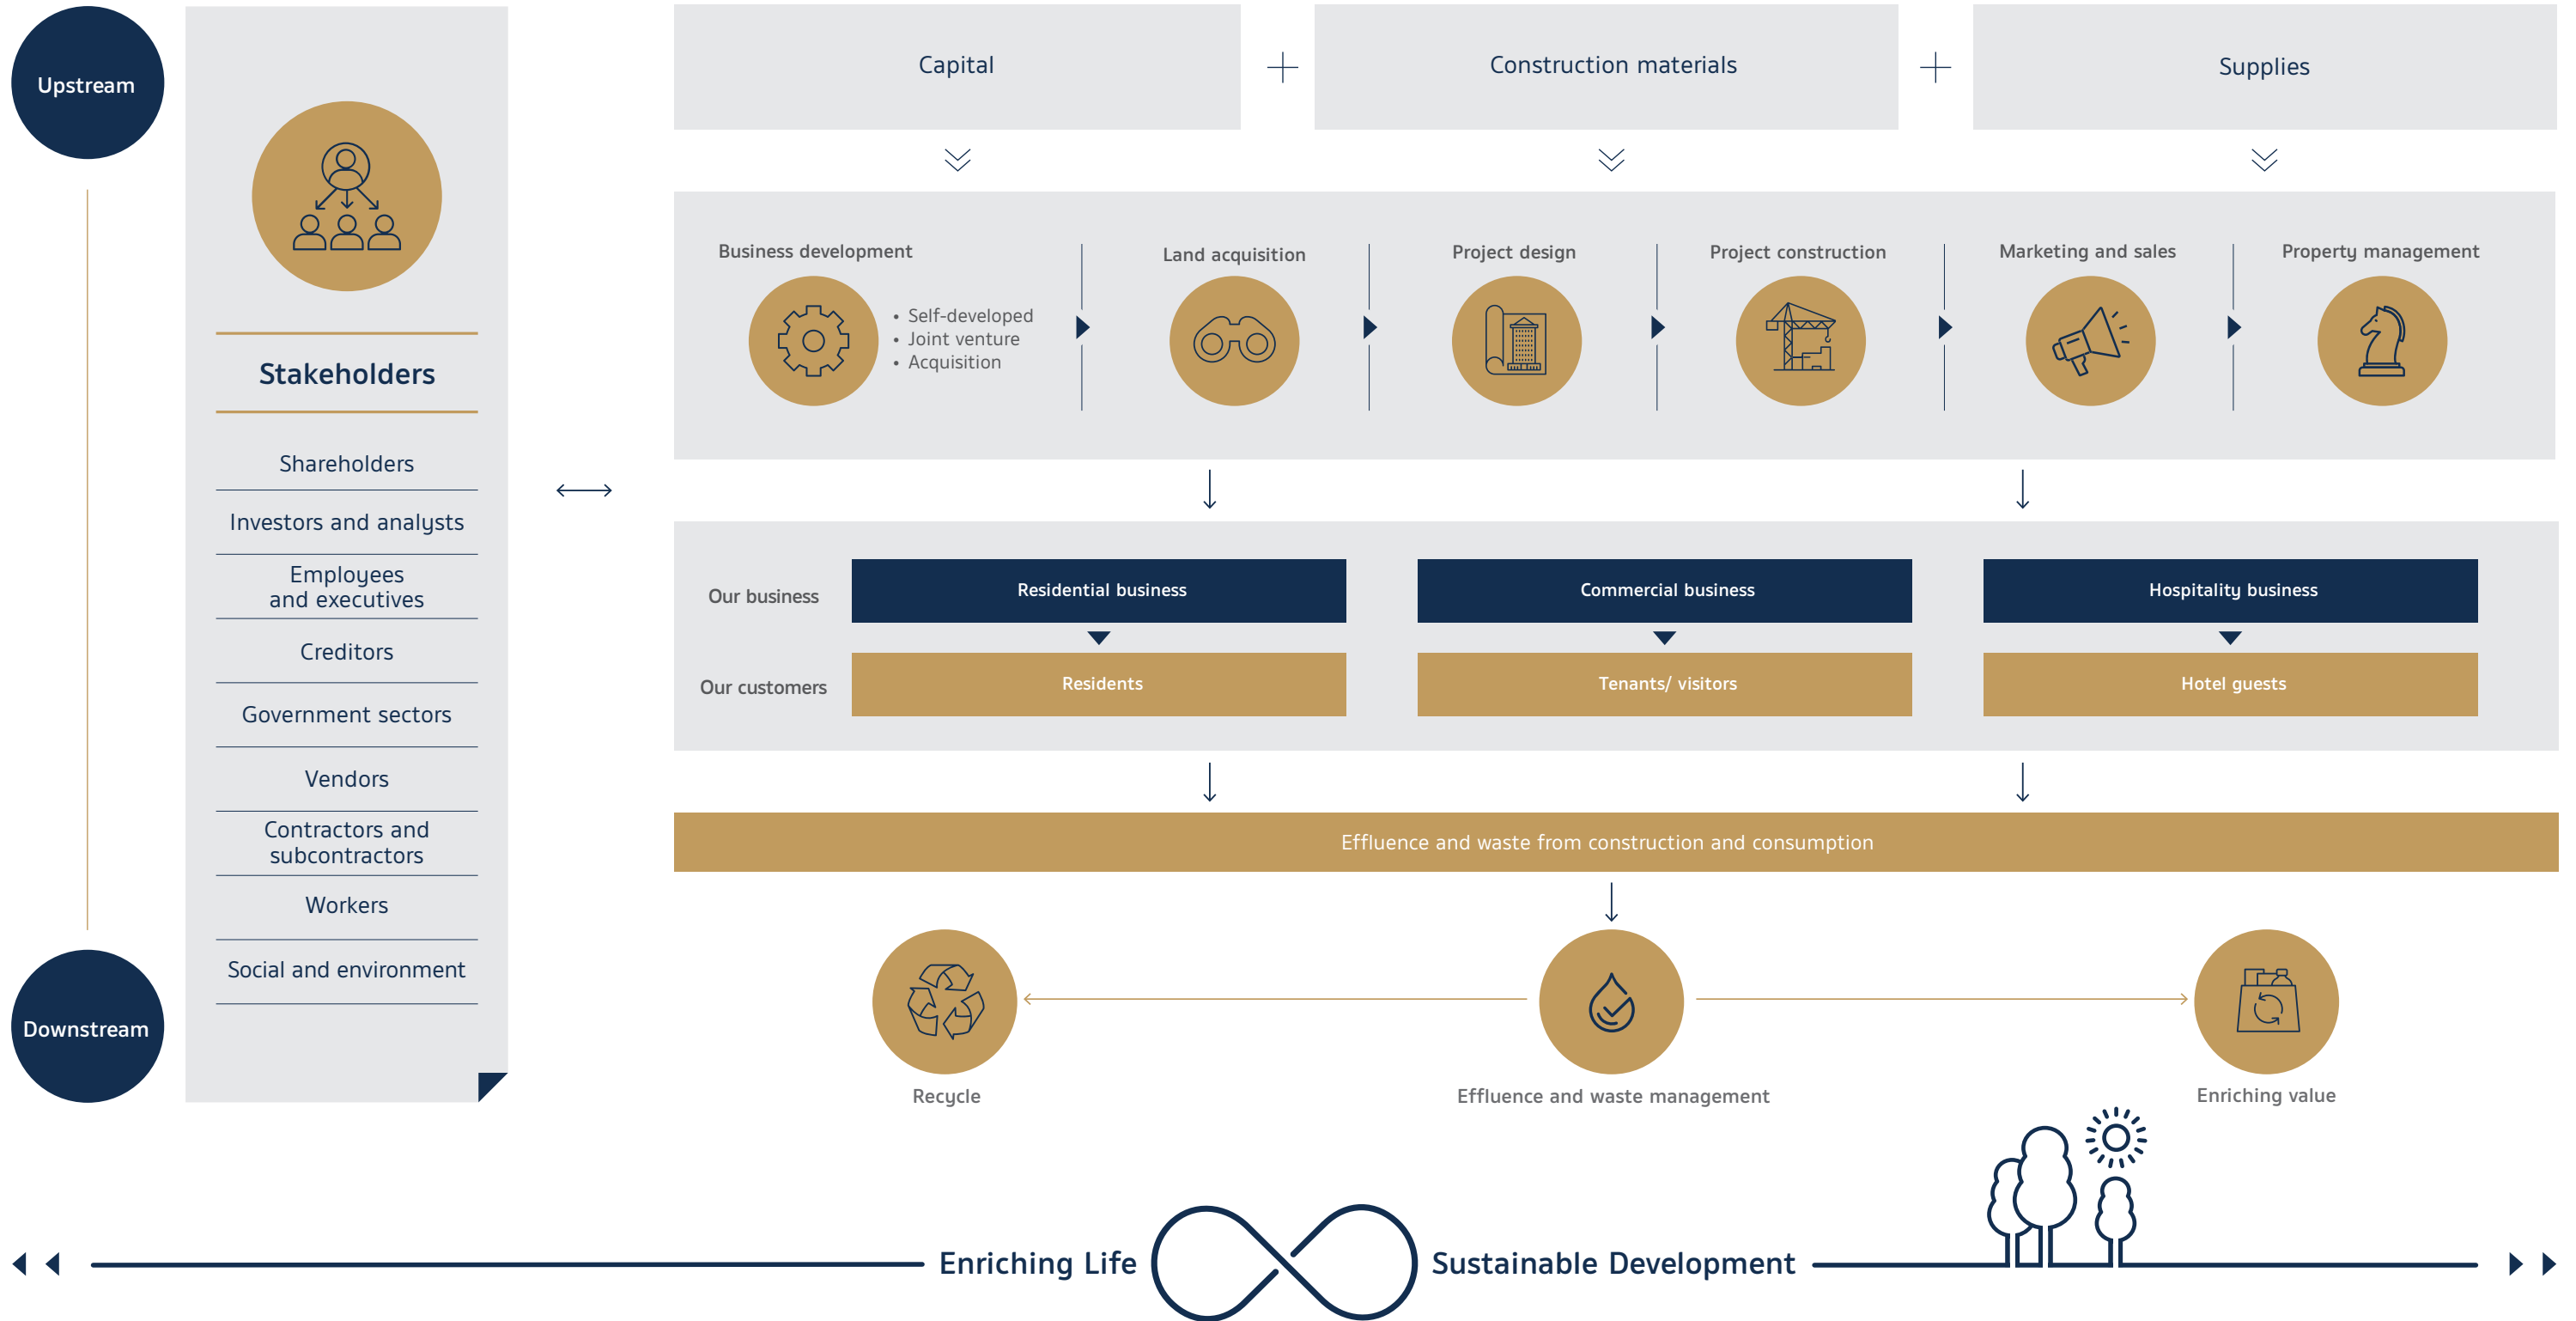 Upstream
Downstream
Stakeholders
Shareholders
Investors and analysts
Employees
and executives
Creditors
Government sectors
Vendors
Contractors and
subcontractors
Workers
Social and environment
Capital
Construction materials
Supplies
Business development
• Self-developed
• Joint venture
• Acquisition
Land acquisition
Project design
Project construction
Marketing and sales
Property management
Our business
Residential business
Commercial business
Hospitality business
Our customers
Residents
Tenants/ visitors
Hotel guests
Effluence and waste from construction and consumption
Recycle
Effluence and waste management
Enriching value
Enriching Life
Sustainable Development